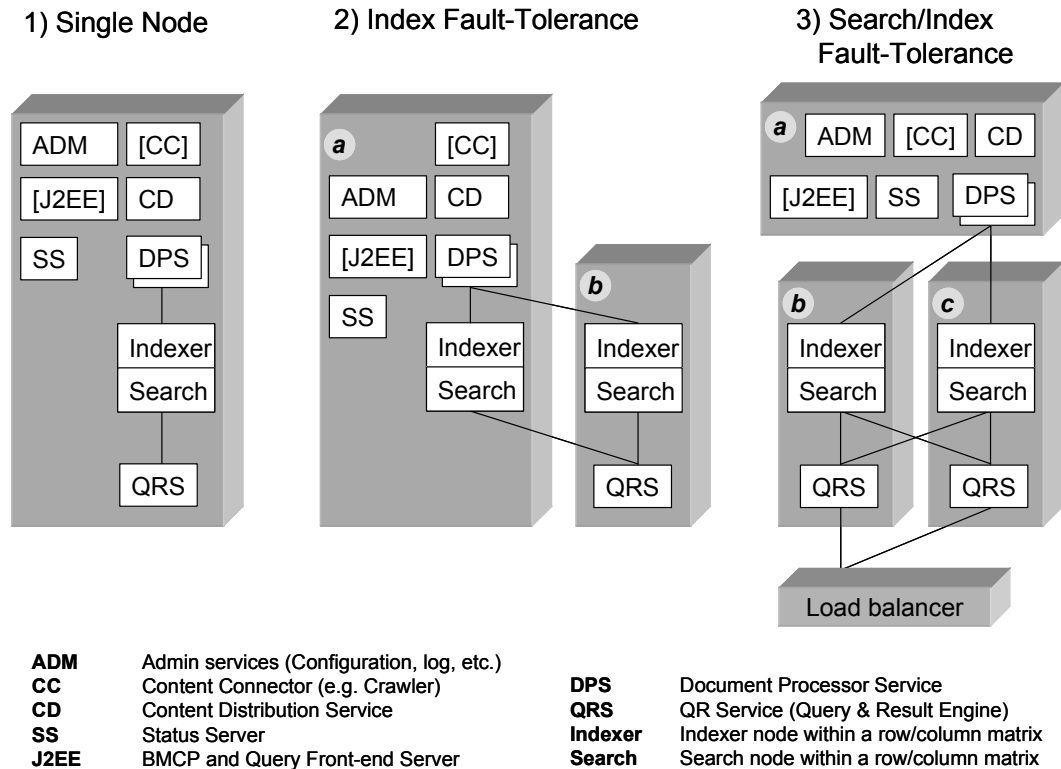 1) Single Node
ADM
[CC]
[J2EE]
CD
SS
DPS
Indexer
Search
QRS
2) Index Fault-Tolerance
a
[CC]
ADM
CD
[J2EE]
DPS
SS
Indexer
Search
b
Indexer
Search
QRS
3) Search/Index
Fault-Tolerance
a
ADM
[CC]
CD
[J2EE]
SS
DPS
b
Indexer
Search
QRS
c
Indexer
Search
QRS
Load balancer
ADM Admin services (Configuration, log, etc.)
CC Content Connector (e.g. Crawler)
CD Content Distribution Service
SS Status Server
J2EE BMCP and Query Front-end Server
DPS Document Processor Service
QRS QR Service (Query & Result Engine)
Indexer Indexer node within a row/column matrix
Search Search node within a row/column matrix